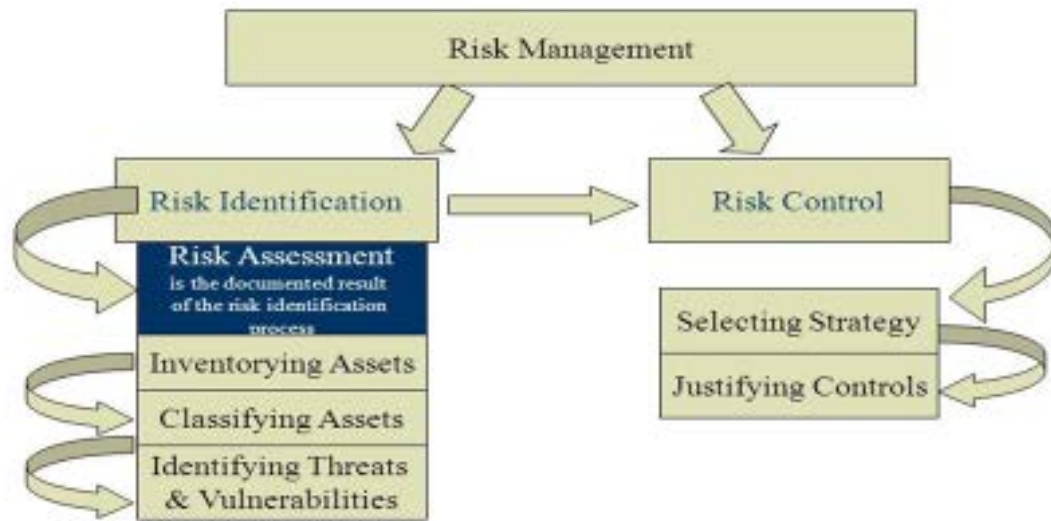 Risk Management
Risk Identification
Risk Assessment
is the documented result
of the risk identification
process
Inventorying Assets
Classifying Assets
Identifying Threats
& Vulnerabilities
Risk Control
Selecting Strategy
Justifying Controls